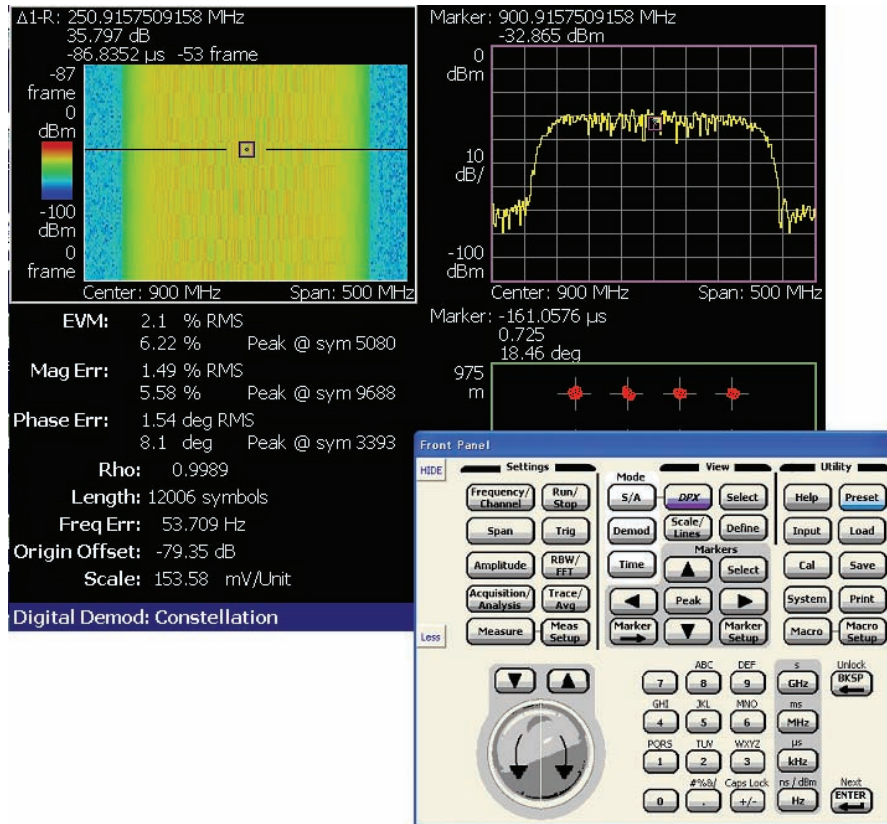 Δ1-R: 250.9157509158 MHz
35.797 dB
-86.8352 µs -53 frame
-87
frame
0
dBm
-100
dBm
0
frame
Center: 900 MHz Span: 500 MHz
Marker: 900.9157509158 MHz
-32.865 dBm
0
dBm
10
dB/
-100
dBm
Center: 900 MHz Span: 500 MHz
EVM: 2.1 % RMS
6.22 % Peak @ sym 5080
Mag Err: 1.49 % RMS
5.58 % Peak @ sym 9688
Phase Err: 1.54 deg RMS
8.1 deg Peak @ sym 3393
Rho: 0.9989
Length: 12006 symbols
Freq Err: 53.709 Hz
Origin Offset: -79.35 dB
Scale: 153.58 mV/Unit
Digital Demod: Constellation
Marker: -161.0576 µs
0.725
18.46 deg
975
m
Front Panel
HIDE
Less
Settings
Frequency/ Channel
Run/ Stop
Span
Trig
Amplitude
RBW/ FFT
Acquisition/ Analysis
Trace/ Avg
Measure
Meas Setup
Mode
S/A
Demod
Time
View
DPX
Select
Scale/ Lines
Define
Markers
Select
Peak
Marker
Marker Setup
Utility
Help
Preset
Input
Load
Cal
Save
System
Print
Macro
Macro Setup
ABC DEF s Unlock
7 8 9 GHz BKSP
GHI JKL MNO ms
4 5 6 MHz
PQRS TUV WXYZ µs
1 2 3 kHz
#%&/ Caps Lock ns / dBm Next
0 . +/- Hz ENTER